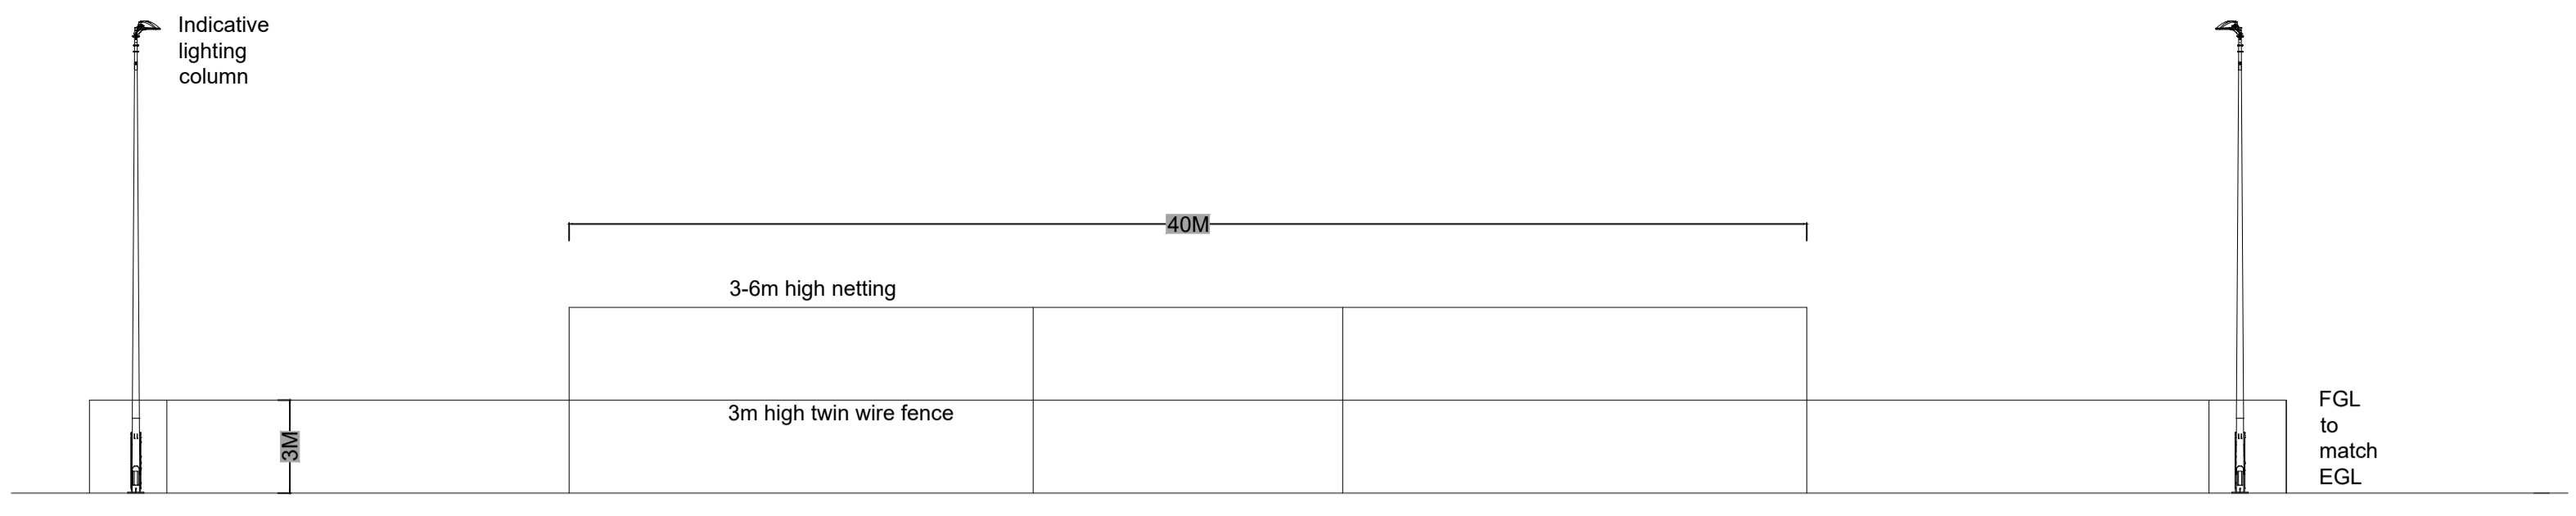 Indicative
lighting
column
40M
3-6m high netting
3m high twin wire fence
3M
FGL
to
match
EGL